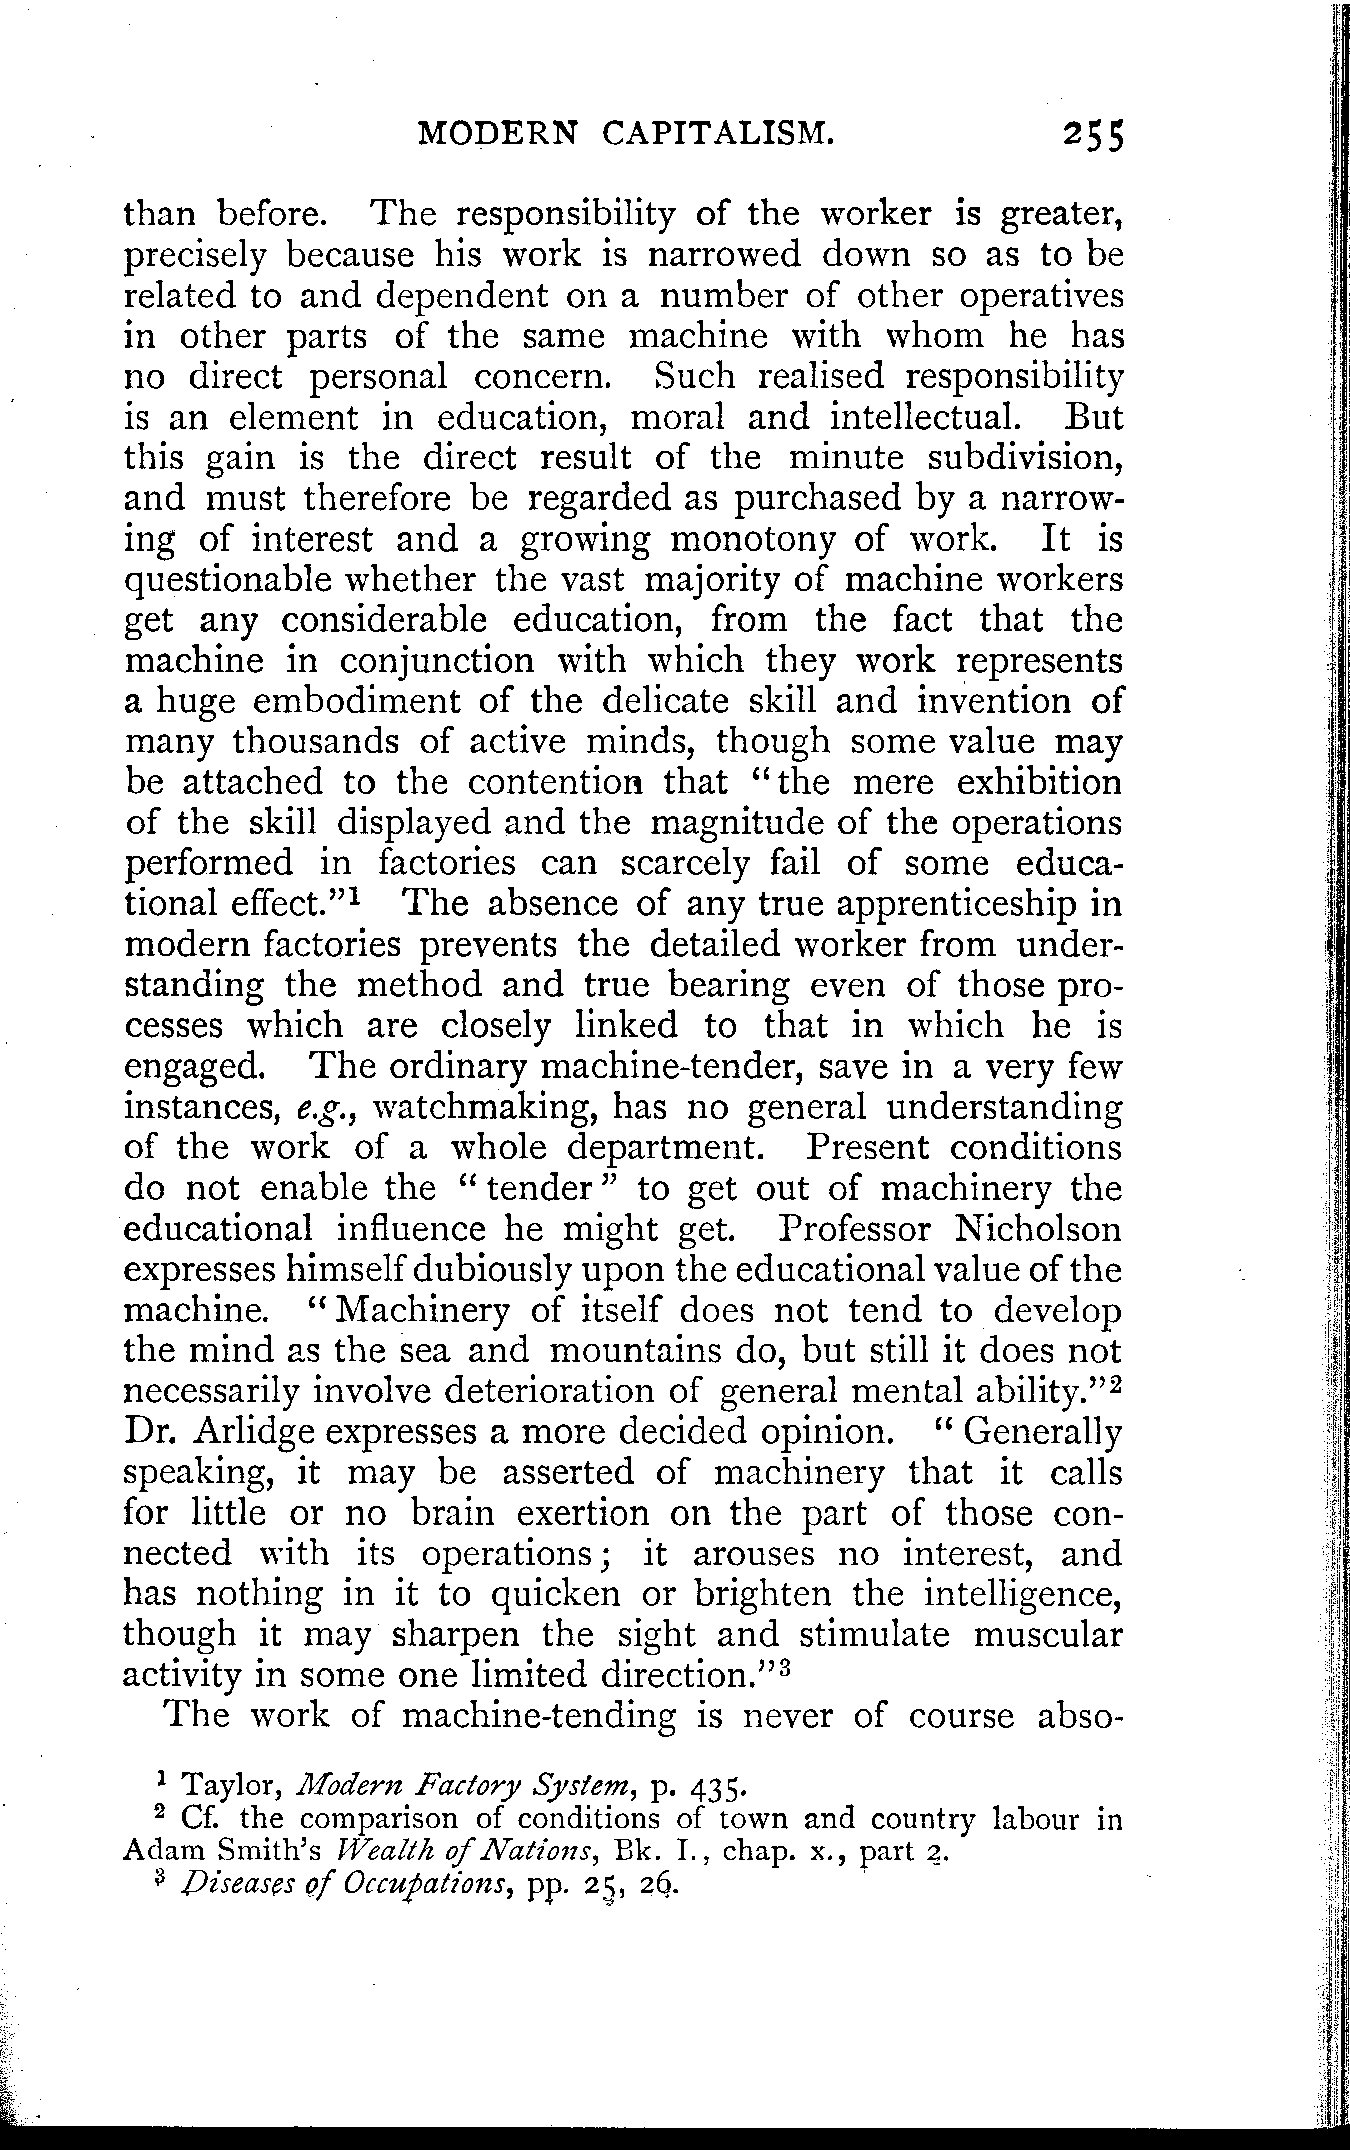 MODERN CAPITALISM. 255
than before. The responsibility of the worker is greater,
precisely because his work is narrowed down so as to be
related to and dependent on a number of other operatives
in other parts of the same machine with whom he has
no direct personal concern. Such realised responsibility
is an element in education, moral and intellectual. But
this gain is the direct result of the minute subdivision,
and must therefore be regarded as purchased by a narrow-
ing of interest and a growing monotony of work. It is
questionable whether the vast majority of machine workers
get any considerable education, from the fact that the
machine in conjunction with which they work represents
a huge embodiment of the delicate skill and invention of
many thousands of active minds, though some value may
be attached to the contention that "the mere exhibition
of the skill displayed and the magnitude of the operations
performed in factories can scarcely fail of some educa-
tional effect."¹ The absence of any true apprenticeship in
modern factories prevents the detailed worker from under-
standing the method and true bearing even of those pro-
cesses which are closely linked to that in which he is
engaged. The ordinary machine-tender, save in a very few
instances, e.g., watchmaking, has no general understanding
of the work of a whole department. Present conditions
do not enable the "tender" to get out of machinery the
educational influence he might get. Professor Nicholson
expresses himself dubiously upon the educational value of the
machine. "Machinery of itself does not tend to develop
the mind as the sea and mountains do, but still it does not
necessarily involve deterioration of general mental ability."²
Dr. Arlidge expresses a more decided opinion. "Generally
speaking, it may be asserted of machinery that it calls
for little or no brain exertion on the part of those con-
nected with its operations; it arouses no interest, and
has nothing in it to quicken or brighten the intelligence,
though it may sharpen the sight and stimulate muscular
activity in some one limited direction."³
The work of machine-tending is never of course abso-
¹ Taylor, Modern Factory System, p. 435.
² Cf. the comparison of conditions of town and country labour in
Adam Smith's Wealth of Nations, Bk. I., chap. x., part 2.
³ Diseases of Occupations, pp. 25, 26.